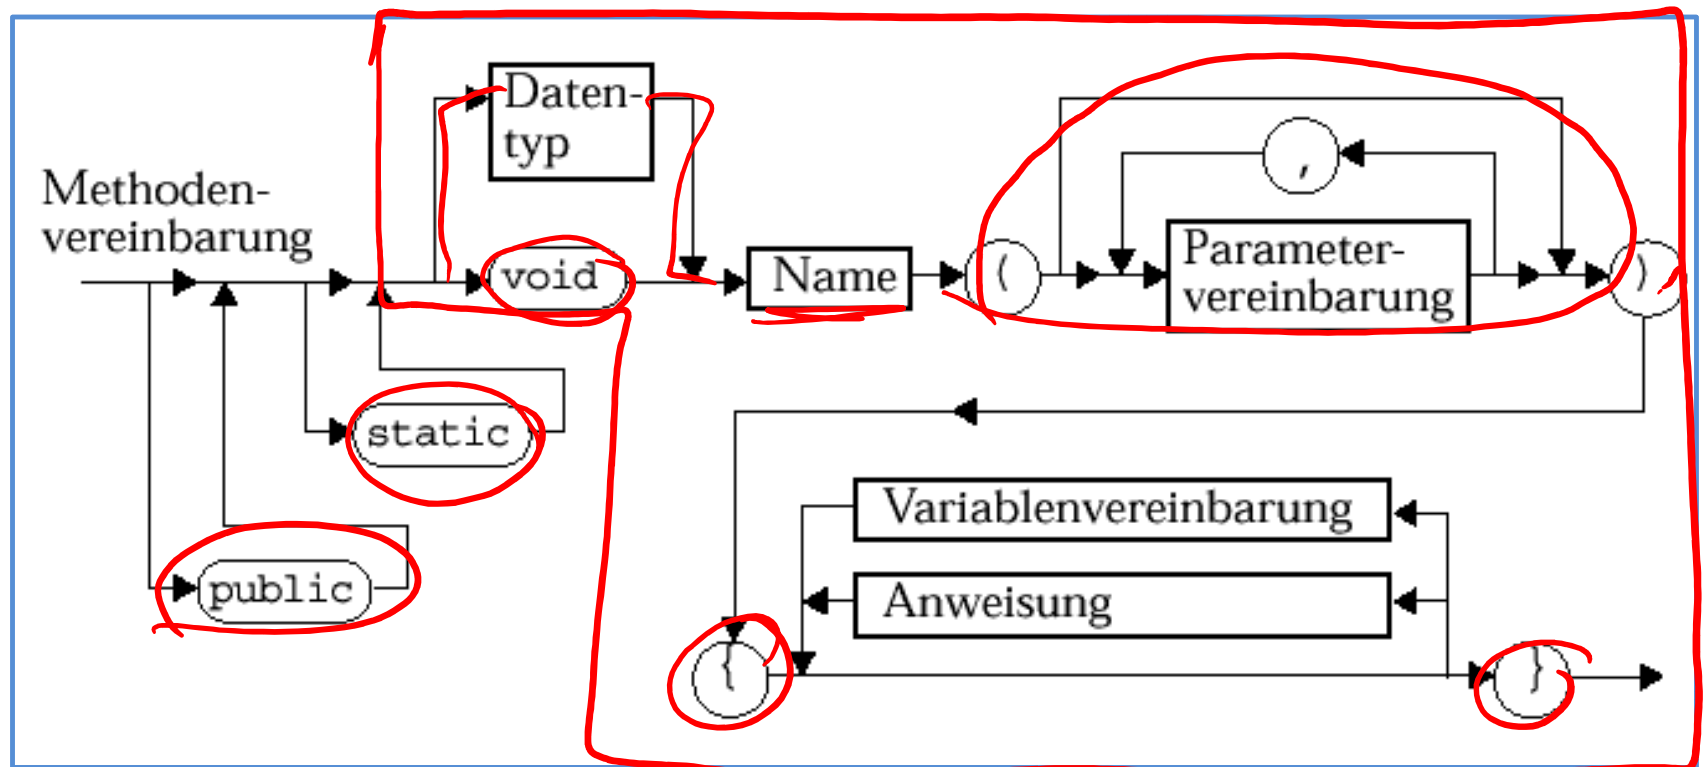 Daten-
typ
Methoden-
vereinbarung
void
Name
(
,
Parameter-
vereinbarung
)
static
public
Variablenvereinbarung
Anweisung
{
}